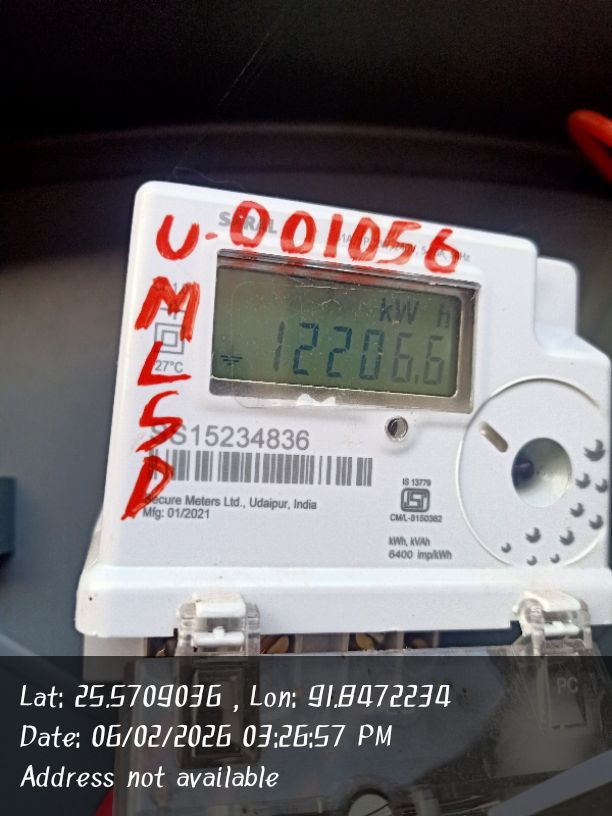 SARAL
U-001056
M
L
S
D
kW h
12206.6
27°C
SS15234836
Secure Meters Ltd., Udaipur, India
Mfg: 01/2021
IS 13779
CM/L-8150382
kWh, kVAh
6400 imp/kWh
PC
Lat: 25.5709036 , Lon: 91.8472234
Date: 06/02/2026 03:26:57 PM
Address not available